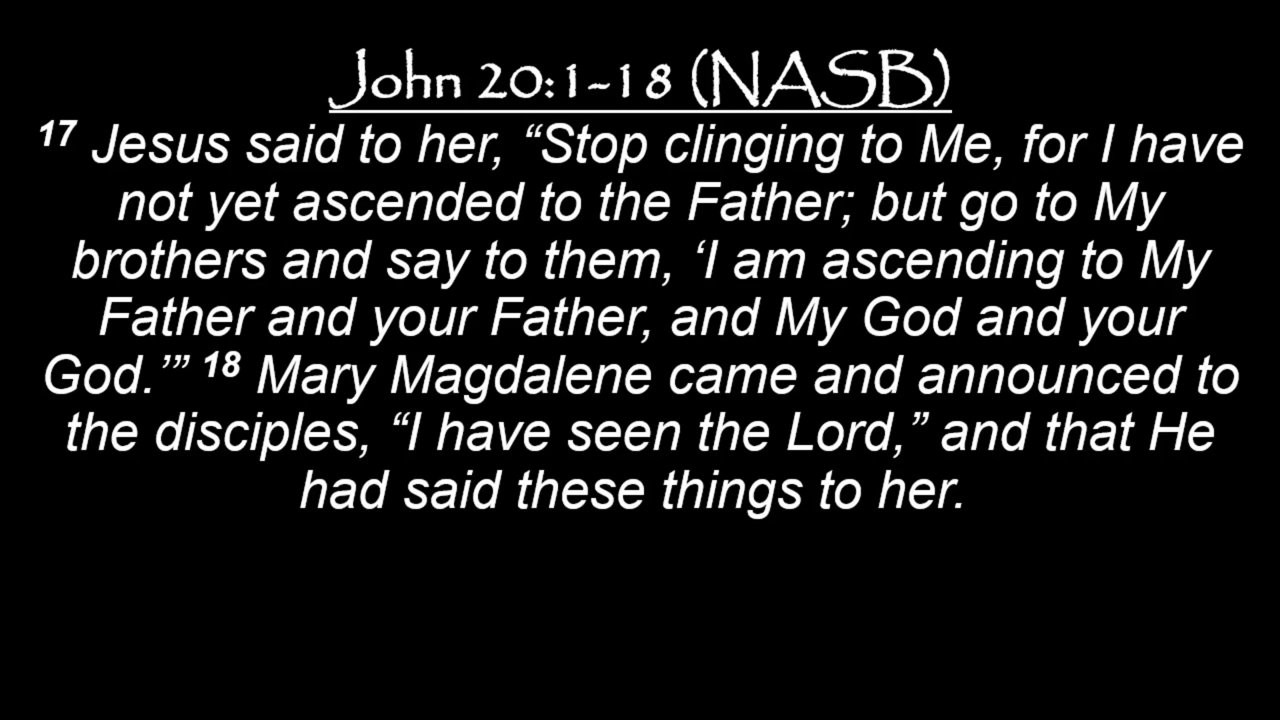 John 20:1-18 (NASB)
17 Jesus said to her, “Stop clinging to Me, for I have
not yet ascended to the Father; but go to My
brothers and say to them, ‘I am ascending to My
Father and your Father, and My God and your
God.’” 18 Mary Magdalene came and announced to
the disciples, “I have seen the Lord,” and that He
had said these things to her.